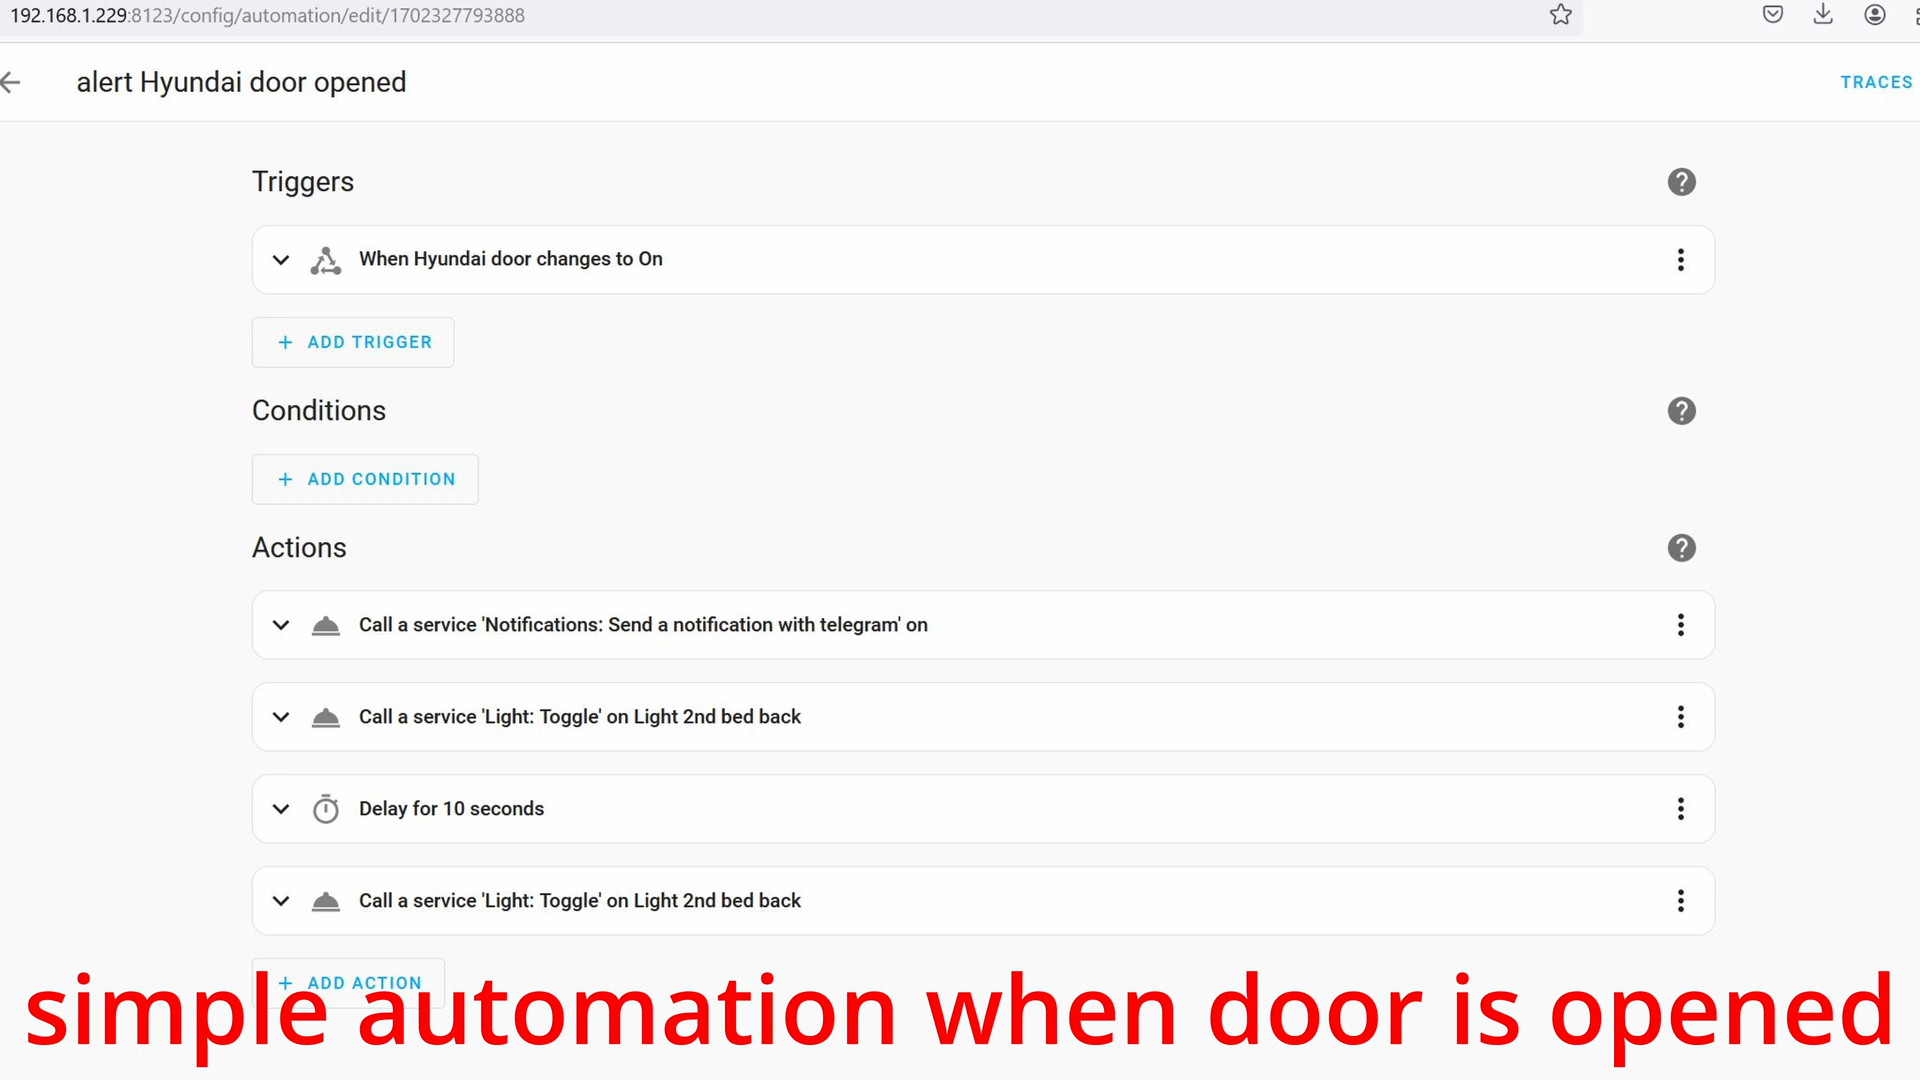 192.168.1.229:8123/config/automation/edit/1702327793888
alert Hyundai door opened
TRACES
Triggers
When Hyundai door changes to On
+ ADD TRIGGER
Conditions
+ ADD CONDITION
Actions
Call a service 'Notifications: Send a notification with telegram' on
Call a service 'Light: Toggle' on Light 2nd bed back
Delay for 10 seconds
Call a service 'Light: Toggle' on Light 2nd bed back
+ ADD ACTION
simple automation when door is opened